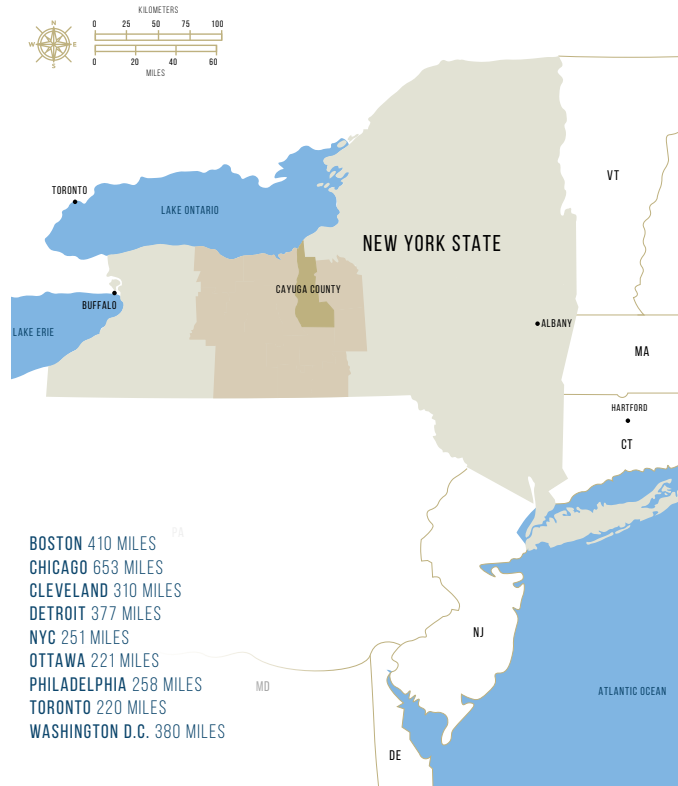 KILOMETERS
0 25 50 75 100
0 20 40 60
MILES
N
W E
S
VT
TORONTO
LAKE ONTARIO
NEW YORK STATE
CAYUGA COUNTY
BUFFALO
LAKE ERIE
ALBANY
MA
HARTFORD
CT
PA
BOSTON 410 MILES
CHICAGO 653 MILES
CLEVELAND 310 MILES
DETROIT 377 MILES
NYC 251 MILES
OTTAWA 221 MILES
PHILADELPHIA 258 MILES
TORONTO 220 MILES
WASHINGTON D.C. 380 MILES
NJ
MD
ATLANTIC OCEAN
DE